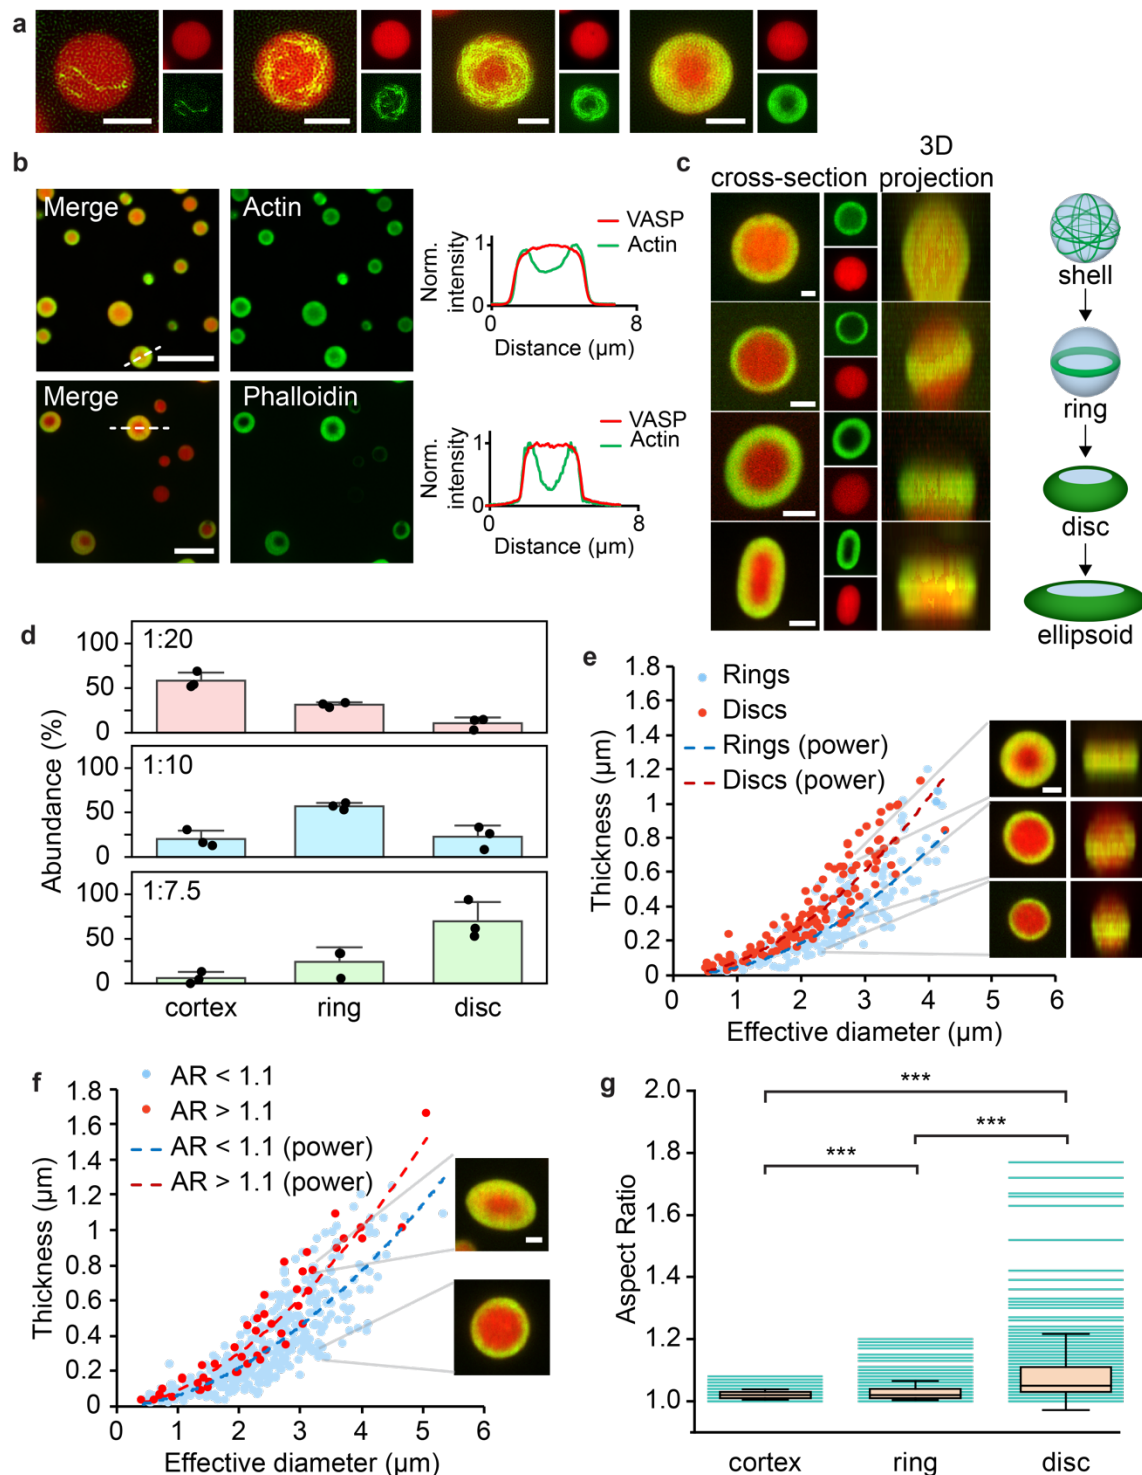 a
b
Merge
Actin
VASP
Actin
Norm.
intensity
1
0
0
8
Distance (µm)
Merge
Phalloidin
VASP
Actin
Norm.
intensity
1
0
0
8
Distance (µm)
c
cross-section
3D
projection
shell
ring
disc
ellipsoid
d
Abundance (%)
1:20
100
50
0
1:10
100
50
0
1:7.5
100
50
0
cortex
ring
disc
e
Rings
Discs
Rings (power)
Discs (power)
Thickness (µm)
1.8
1.6
1.4
1.2
1
0.8
0.6
0.4
0.2
0
0
1
2
3
4
5
6
Effective diameter (µm)
f
AR < 1.1
AR > 1.1
AR < 1.1 (power)
AR > 1.1 (power)
Thickness (µm)
1.8
1.6
1.4
1.2
1
0.8
0.6
0.4
0.2
0
0
1
2
3
4
5
6
Effective diameter (µm)
g
Aspect Ratio
2.0
1.8
1.6
1.4
1.2
1.0
***
***
***
cortex
ring
disc